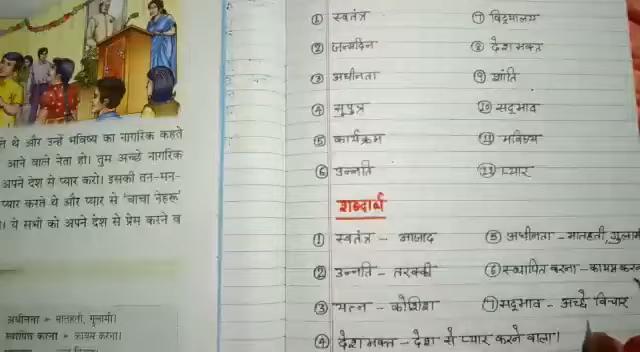 ते थे और उन्हें भविष्य का नागरिक कहते
आने वाले नेता हो। तुम अच्छे नागरिक
अपने देश से प्यार करो। इसकी तन-मन-
प्यार करते थे और प्यार से 'चाचा नेहरू'
। ये सभी को अपने देश से प्रेम करने व
अधीनता = मातहती, गुलामी।
स्थापित करना = कायम करना।
① स्वतंत्र
② जन्मदिन
③ अधीनता
④ सुपुत्र
⑤ कार्यक्रम
⑥ उन्नति
⑦ विद्यालय
⑧ देशभक्त
⑨ शांति
⑩ सद्भाव
⑪ भविष्य
⑫ प्यार
शब्दार्थ
① स्वतंत्र - आजाद
② उन्नति - तरक्की
③ यत्न - कोशिश
④ देशभक्त - देश से प्यार करने वाला।
⑤ अधीनता - मातहती, गुलामी
⑥ स्थापित करना - कायम करना
⑦ सद्भाव - अच्छे विचार